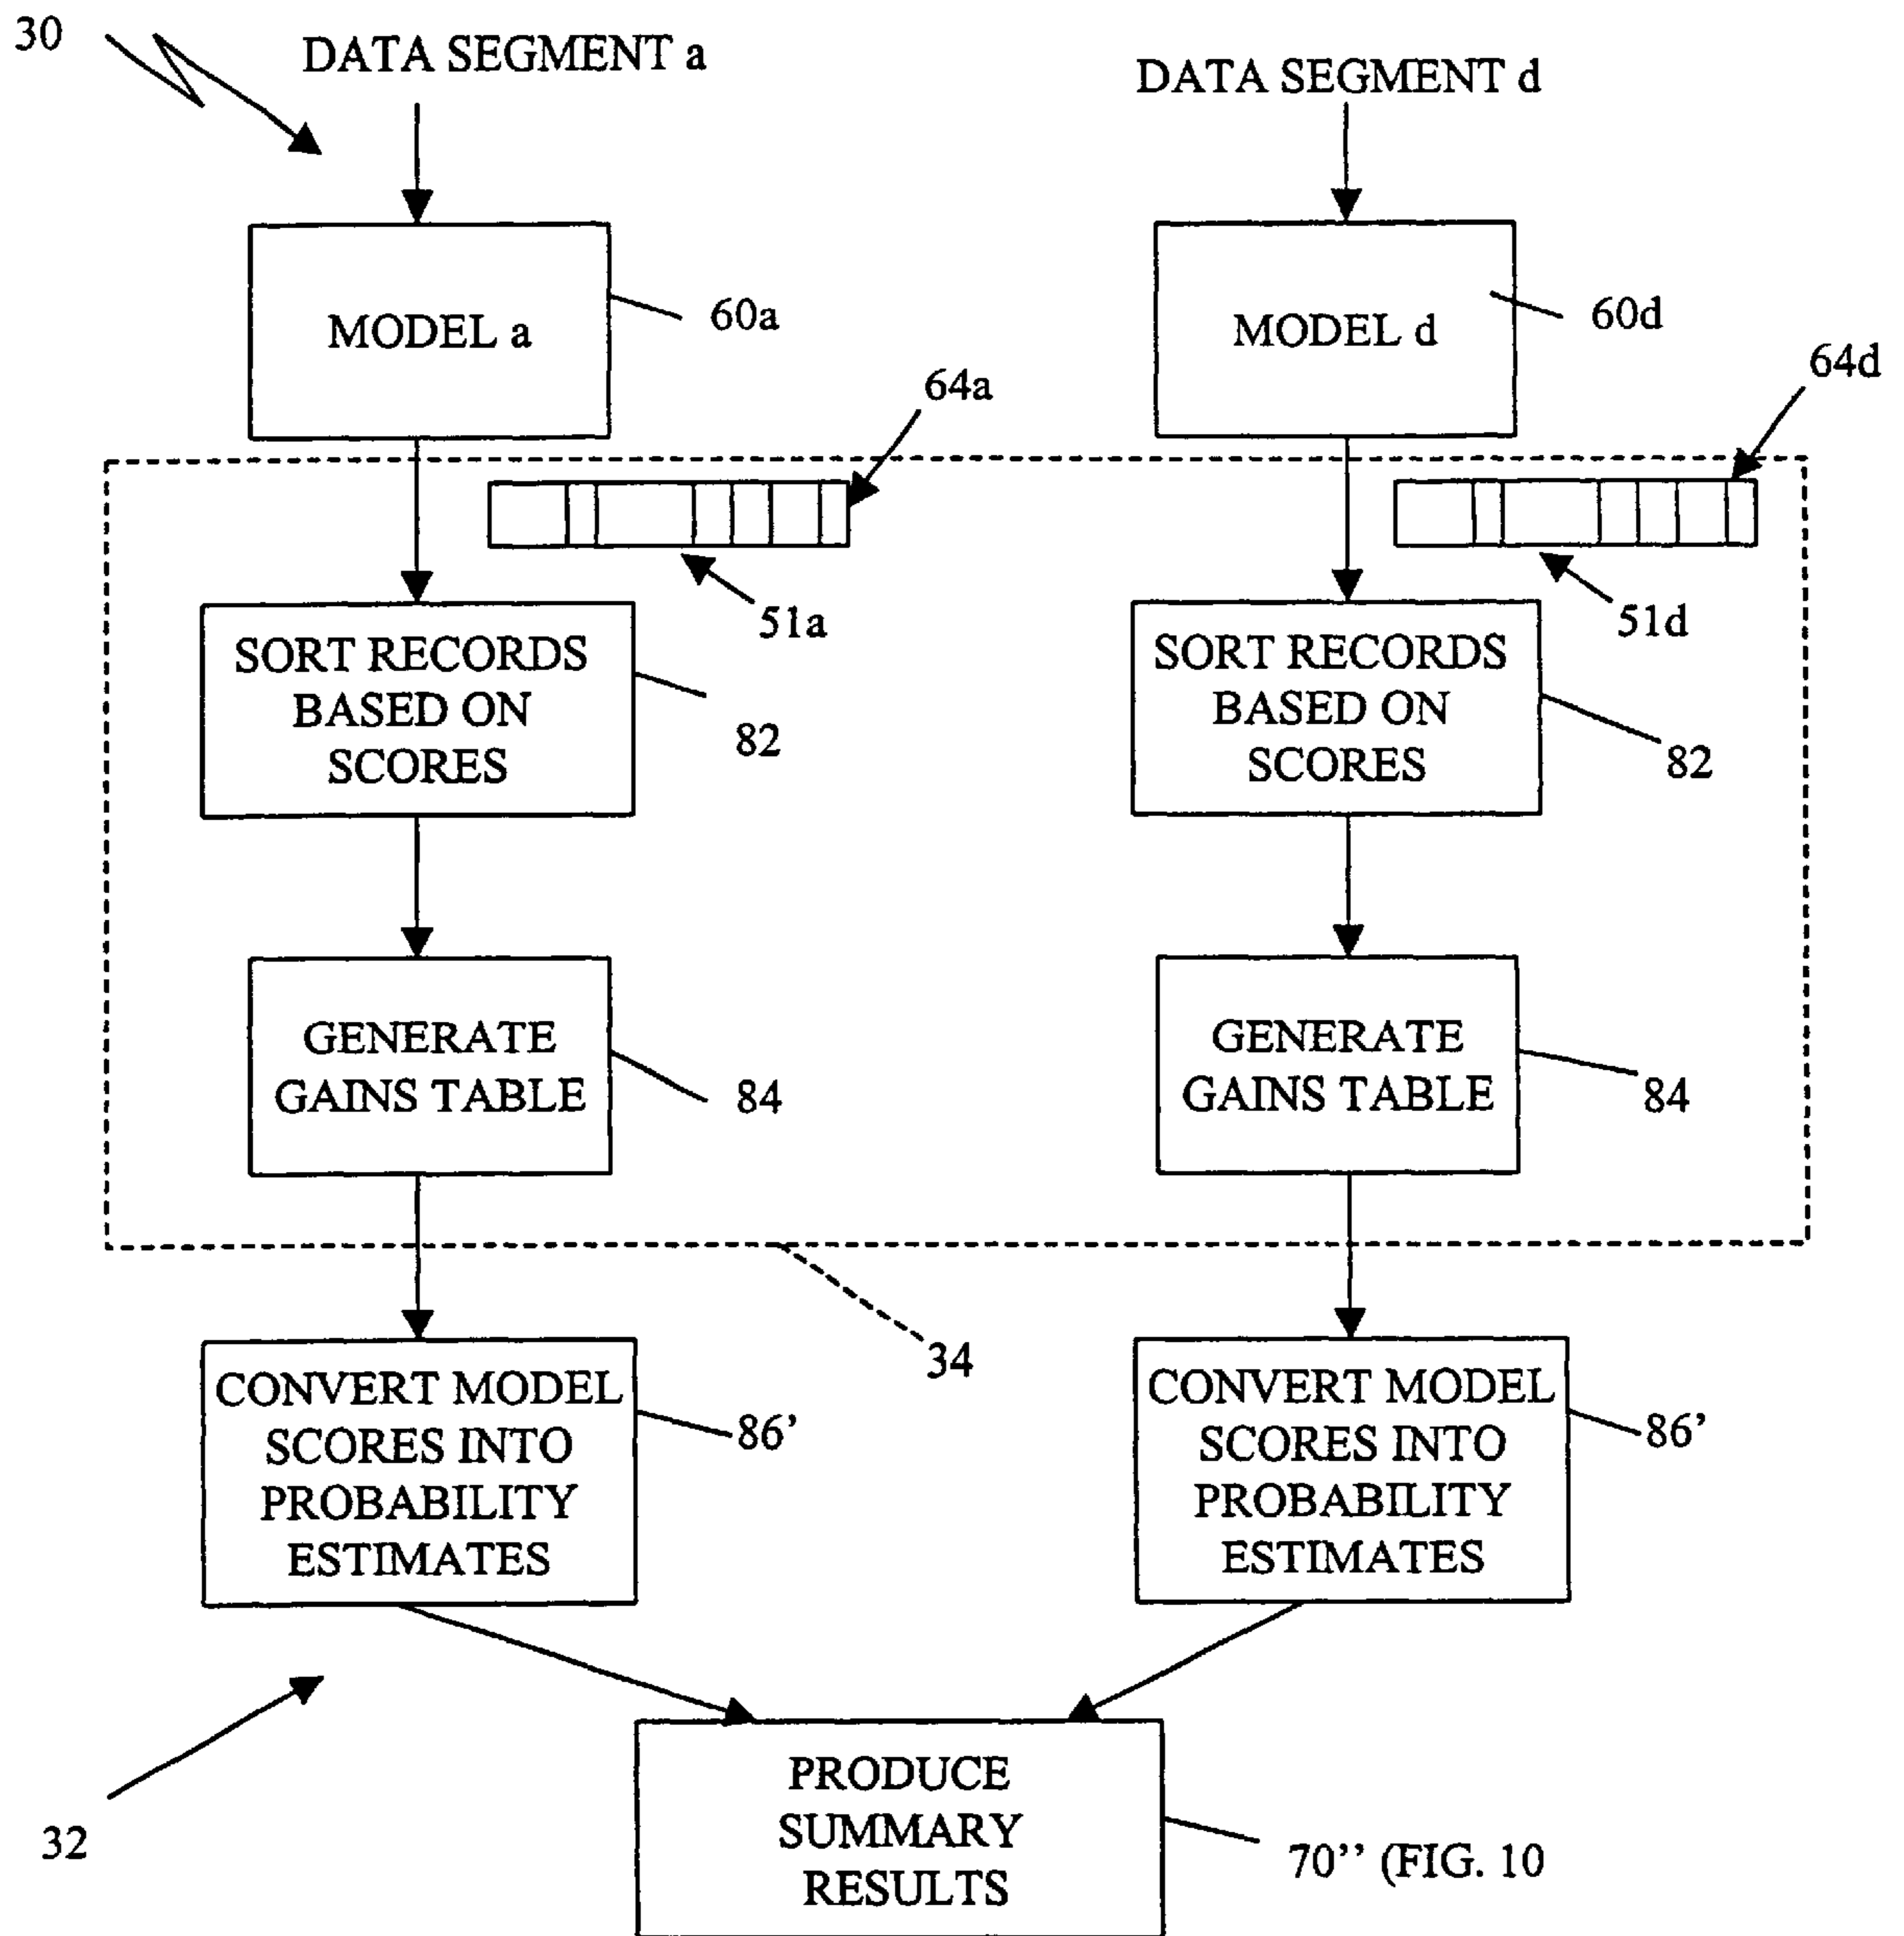 30
DATA SEGMENT a
DATA SEGMENT d
MODEL a
60a
MODEL d
60d
64a
64d
51a
51d
SORT RECORDS
BASED ON
SCORES
82
SORT RECORDS
BASED ON
SCORES
82
GENERATE
GAINS TABLE
84
GENERATE
GAINS TABLE
84
34
CONVERT MODEL
SCORES INTO
PROBABILITY
ESTIMATES
86’
CONVERT MODEL
SCORES INTO
PROBABILITY
ESTIMATES
86’
32
PRODUCE
SUMMARY
RESULTS
70’’ (FIG. 10